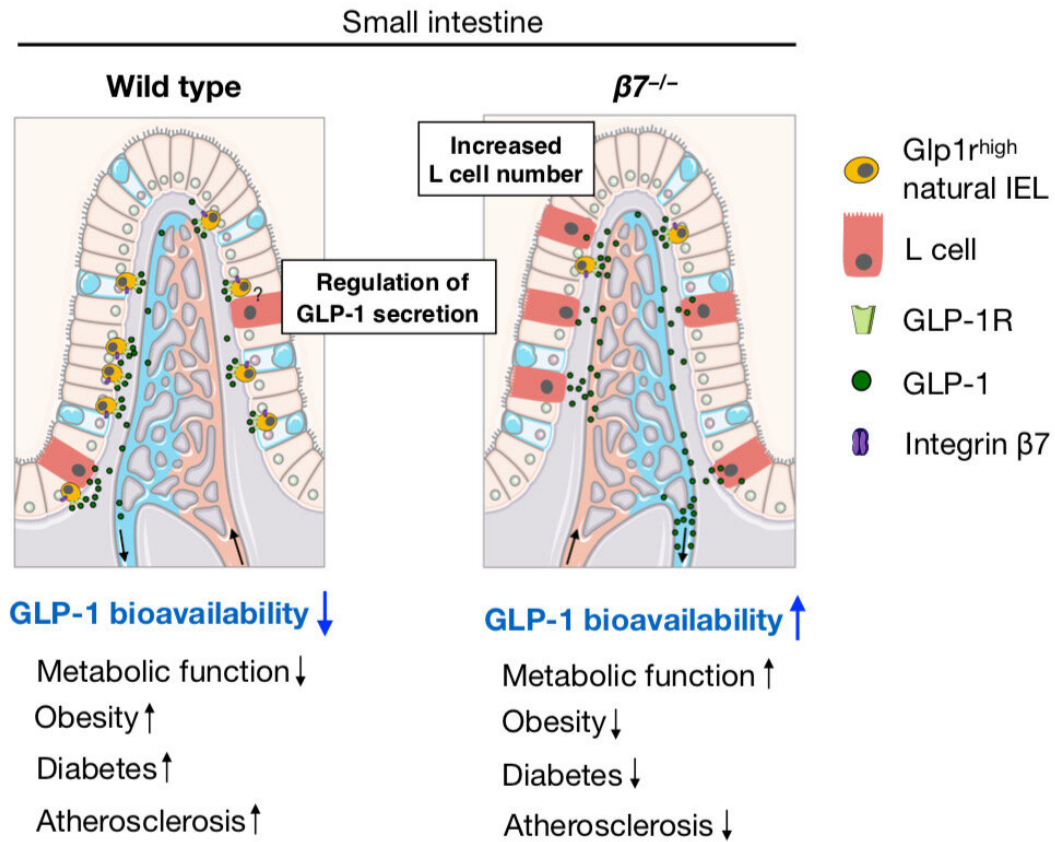 Small intestine
Wild type
β7–/–
Increased
L cell number
Regulation of
GLP-1 secretion
?
Glp1rhigh
natural IEL
L cell
GLP-1R
GLP-1
Integrin β7
GLP-1 bioavailability↓
Metabolic function↓
Obesity↑
Diabetes↑
Atherosclerosis↑
GLP-1 bioavailability↑
Metabolic function↑
Obesity↓
Diabetes↓
Atherosclerosis↓